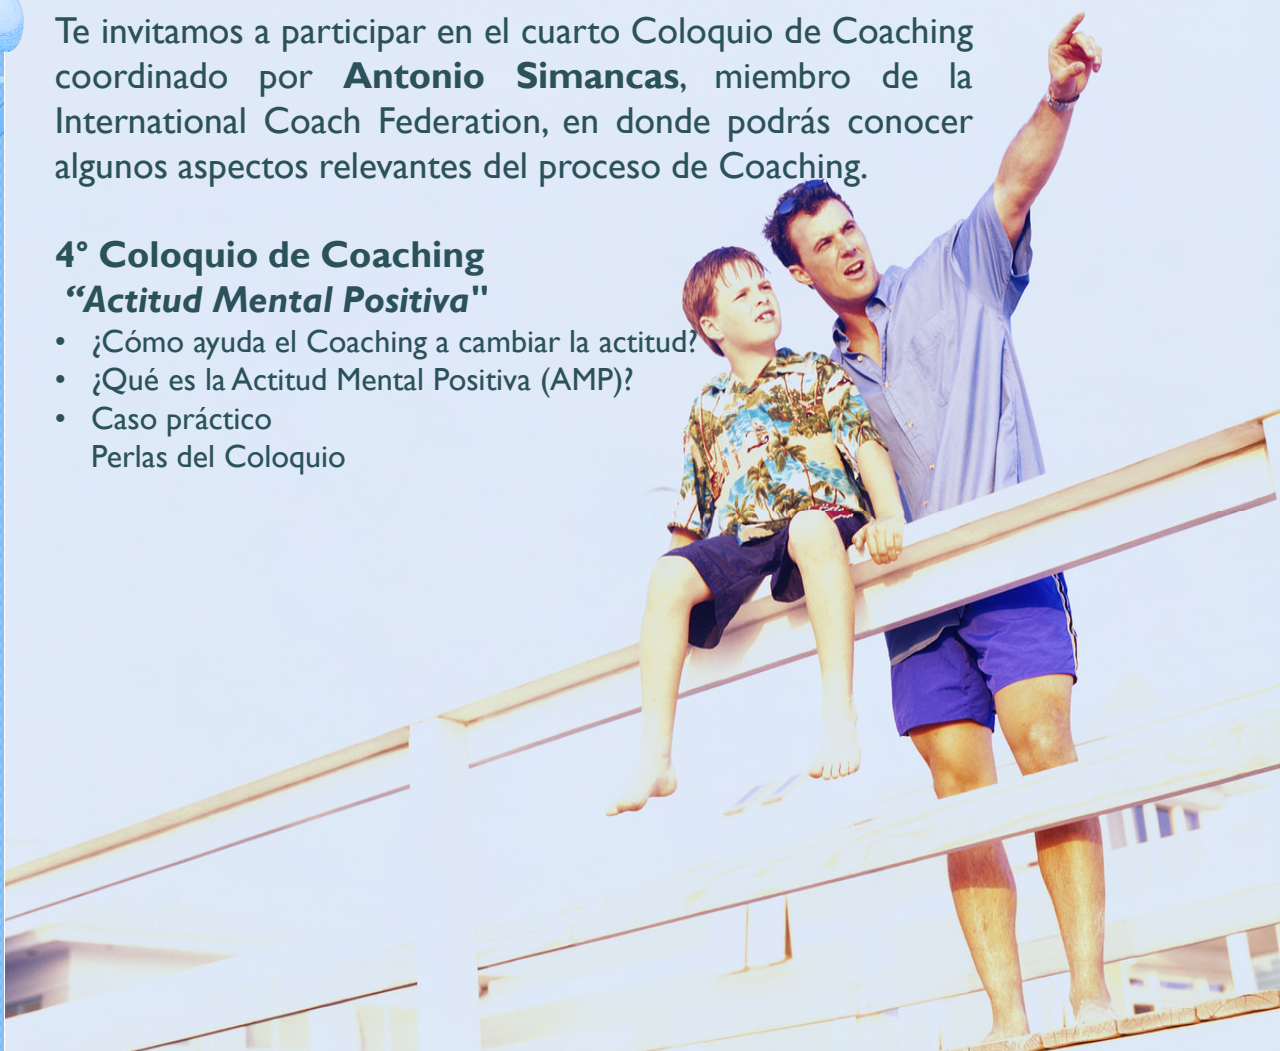 Te invitamos a participar en el cuarto Coloquio de Coaching
coordinado por Antonio Simancas, miembro de la
International Coach Federation, en donde podrás conocer
algunos aspectos relevantes del proceso de Coaching.
4° Coloquio de Coaching
“Actitud Mental Positiva"
• ¿Cómo ayuda el Coaching a cambiar la actitud?
• ¿Qué es la Actitud Mental Positiva (AMP)?
• Caso práctico
Perlas del Coloquio